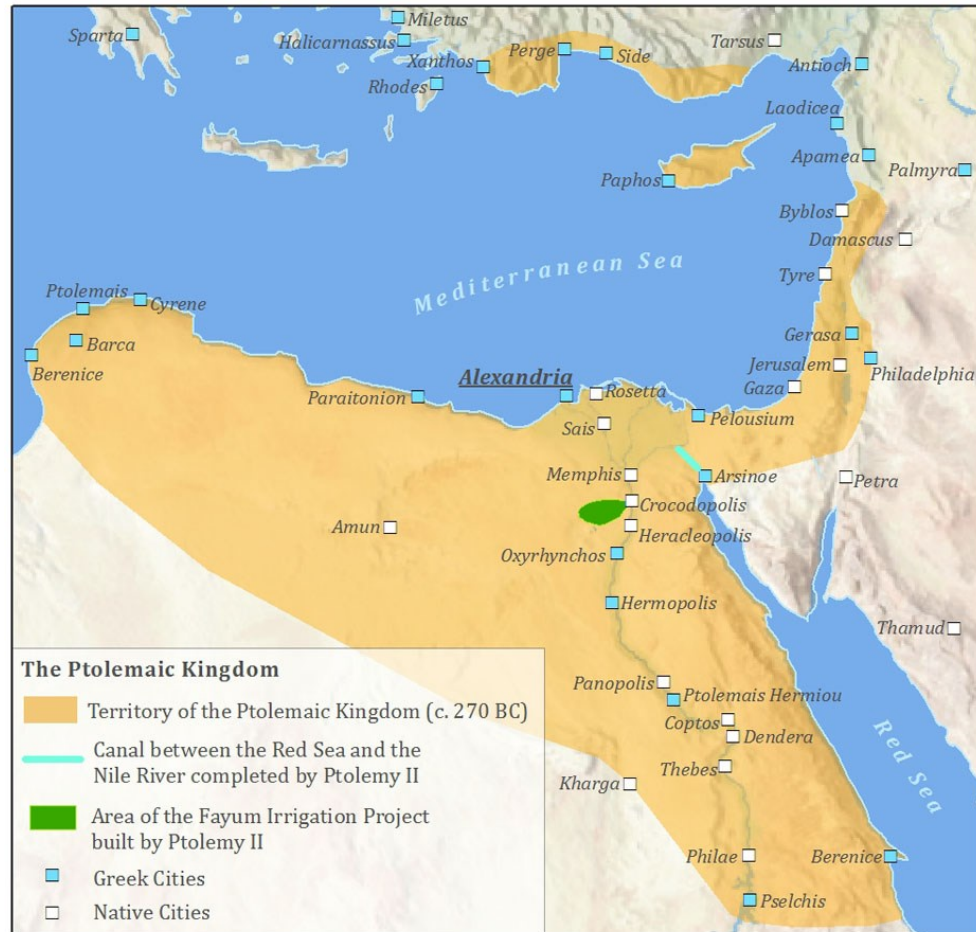 Miletus
Sparta
Halicarnassus
Perge
Side
Tarsus
Xanthos
Antioch
Rhodes
Laodicea
Apamea
Palmyra
Paphos
Byblos
Damascus
Mediterranean Sea
Tyre
Ptolemais
Cyrene
Gerasa
Barca
Jerusalem
Philadelphia
Berenice
Alexandria
Gaza
Paraitonion
Rosetta
Pelousium
Sais
Memphis
Arsinoe
Petra
Crocodopolis
Amun
Heracleopolis
Oxyrhynchos
Hermopolis
Thamud
Panopolis
Ptolemais Hermiou
Coptos
Dendera
Red Sea
Thebes
Kharga
Philae
Berenice
Pselchis
The Ptolemaic Kingdom
Territory of the Ptolemaic Kingdom (c. 270 BC)
Canal between the Red Sea and the
Nile River completed by Ptolemy II
Area of the Fayum Irrigation Project
built by Ptolemy II
Greek Cities
Native Cities